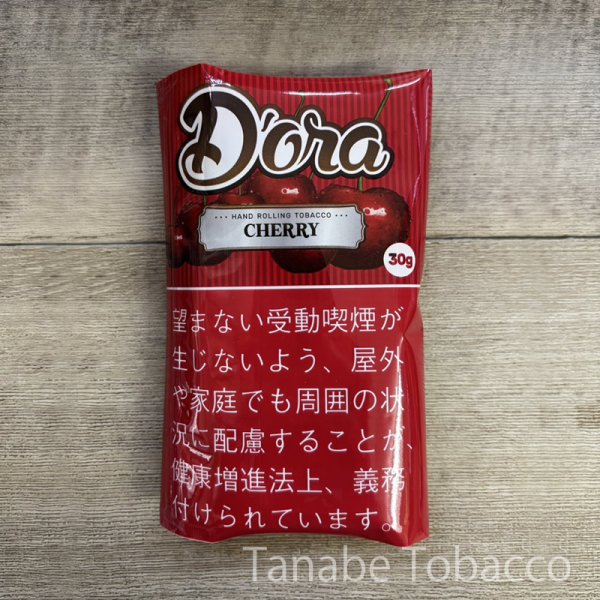 D'ora
HAND ROLLING TOBACCO
CHERRY
30g
望まない受動喫煙が
生じないよう、屋外
や家庭でも周囲の状
況に配慮することが、
健康増進法上、義務
付けられています。
Tanabe Tobacco